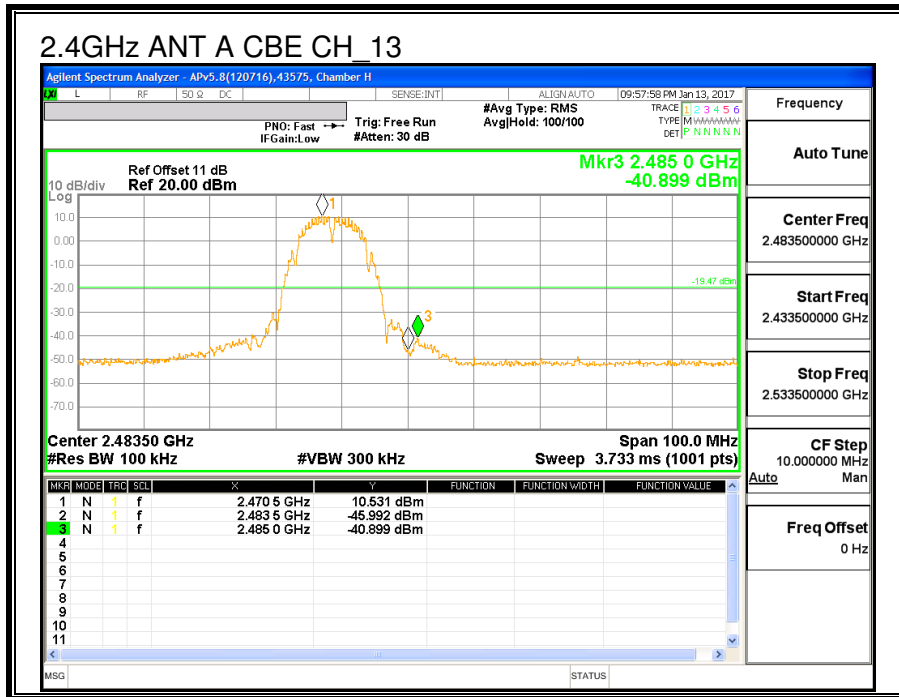 2.4GHz ANT A CBE CH_13
Agilent Spectrum Analyzer - APv5.8(120716),43575, Chamber H
LXI L RF 50 Ω DC SENSE:INT ALIGN AUTO 09:57:58 PM Jan 13, 2017
PNO: Fast
IFGain:Low
Trig: Free Run
#Atten: 30 dB
#Avg Type: RMS
Avg|Hold: 100/100
TRACE 1 2 3 4 5 6
TYPE M
DET P N N N N N
Ref Offset 11 dB
Ref 20.00 dBm
10 dB/div
Log
Mkr3 2.485 0 GHz
-40.899 dBm
10.0
0.00
-10.0
-20.0
-30.0
-40.0
-50.0
-60.0
-70.0
1
3
-19.47 dBm
Center 2.48350 GHz
Span 100.0 MHz
#Res BW 100 kHz
#VBW 300 kHz
Sweep 3.733 ms (1001 pts)
MKR MODE TRC SCL X Y FUNCTION FUNCTION WIDTH FUNCTION VALUE
1 N 1 f 2.470 5 GHz 10.531 dBm
2 N 1 f 2.483 5 GHz -45.992 dBm
3 N 1 f 2.485 0 GHz -40.899 dBm
4
5
6
7
8
9
10
11
MSG
STATUS
Frequency
Auto Tune
Center Freq
2.483500000 GHz
Start Freq
2.433500000 GHz
Stop Freq
2.533500000 GHz
CF Step
10.000000 MHz
Auto Man
Freq Offset
0 Hz